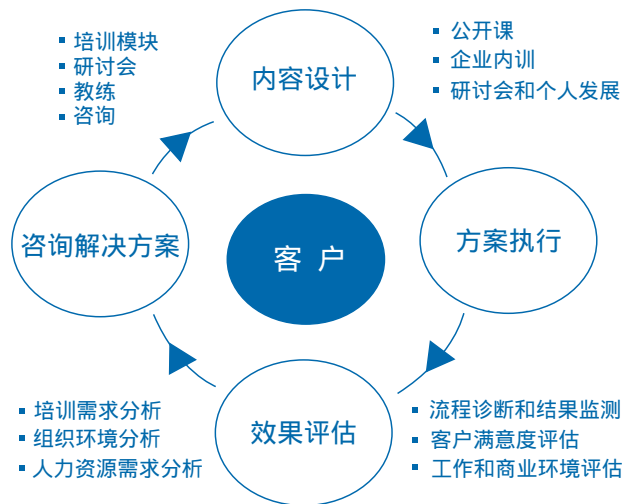 ▪ 培训模块
▪ 研讨会
▪ 教练
▪ 咨询
内容设计
▪ 公开课
▪ 企业内训
▪ 研讨会和个人发展
咨询解决方案
客 户
方案执行
▪ 培训需求分析
▪ 组织环境分析
▪ 人力资源需求分析
效果评估
▪ 流程诊断和结果监测
▪ 客户满意度评估
▪ 工作和商业环境评估